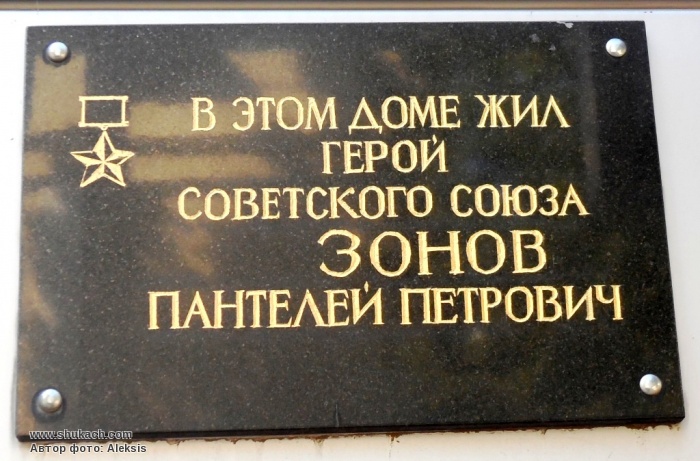 В ЭТОМ ДОМЕ ЖИЛ
ГЕРОЙ
СОВЕТСКОГО СОЮЗА
ЗОНОВ
ПАНТЕЛЕЙ ПЕТРОВИЧ
www.shukach.com
Автор фото: Aleksis